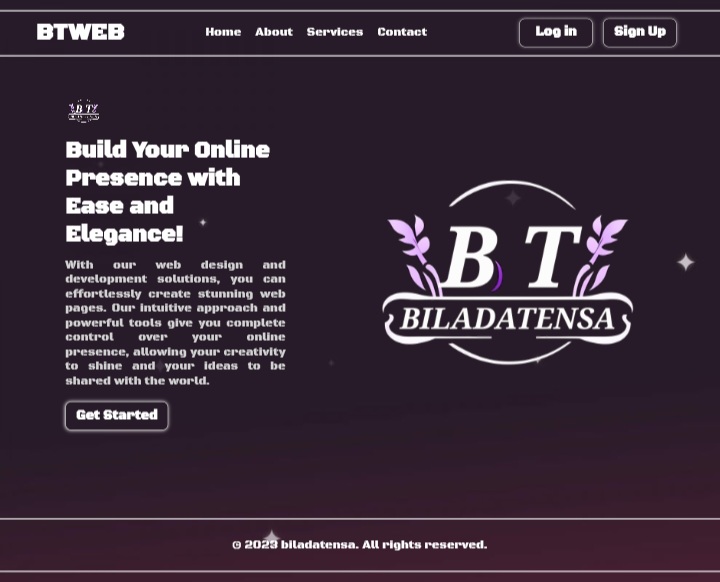 BTWEB
Home About Services Contact
Log in Sign Up
B T
Build Your Online
Presence with
Ease and
Elegance!
With our web design and
development solutions, you can
effortlessly create stunning web
pages. Our intuitive approach and
powerful tools give you complete
control over your online
presence, allowing your creativity
to shine and your ideas to be
shared with the world.
Get Started
B T
BILADATENSA
© 2023 biladatensa. All rights reserved.